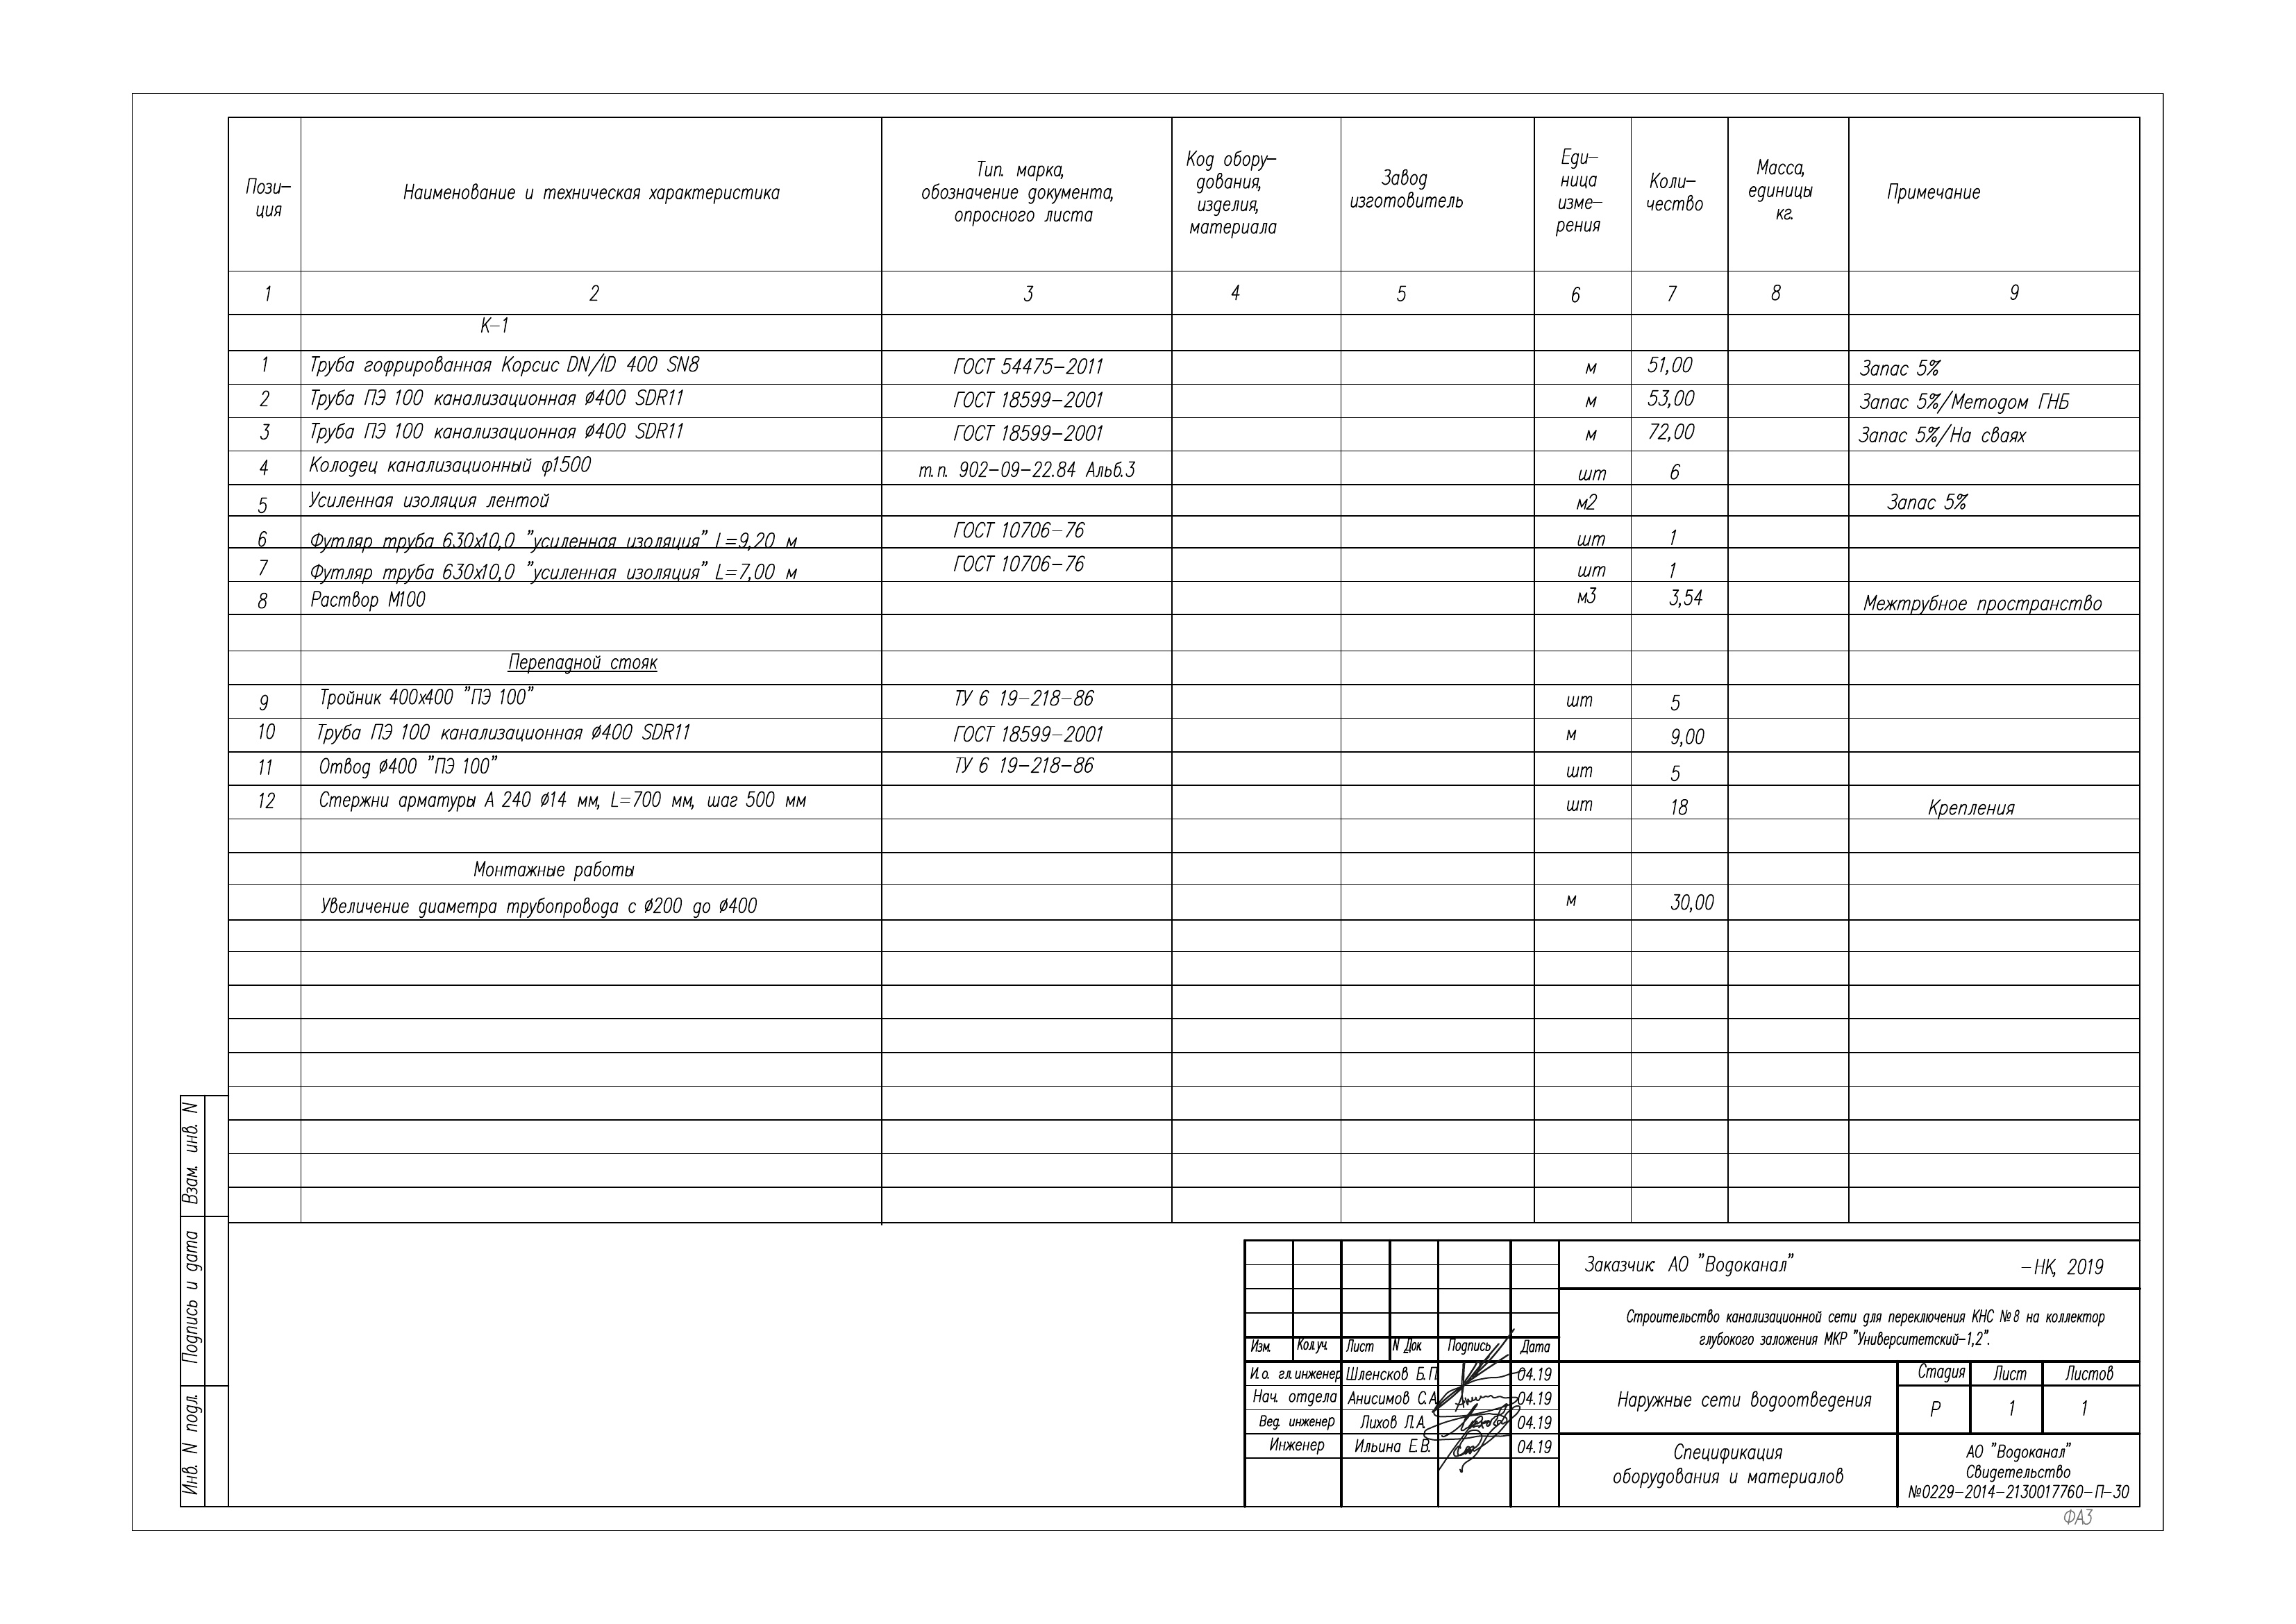 Пози-
ция
Наименование и техническая характеристика
Тип. марка,
обозначение документа,
опросного листа
Код обору-
дования,
изделия,
материала
Завод
изготовитель
Еди-
ница
изме-
рения
Коли-
чество
Масса,
единицы
кг.
Примечание
1 2 3 4 5 6 7 8 9
К-1
1 Труба гофрированная Корсис DN/ID 400 SN8 ГОСТ 54475-2011 м 51,00 Запас 5%
2 Труба ПЭ 100 канализационная ø400 SDR11 ГОСТ 18599-2001 м 53,00 Запас 5%/Методом ГНБ
3 Труба ПЭ 100 канализационная ø400 SDR11 ГОСТ 18599-2001 м 72,00 Запас 5%/На сваях
4 Колодец канализационный φ1500 т.п. 902-09-22.84 Альб.3 шт 6
5 Усиленная изоляция лентой м2 Запас 5%
6 Футляр труба 630х10,0 "усиленная изоляция" L=9,20 м ГОСТ 10706-76 шт 1
7 Футляр труба 630х10,0 "усиленная изоляция" L=7,00 м ГОСТ 10706-76 шт 1
8 Раствор М100 м3 3,54 Межтрубное пространство
Перепадной стояк
9 Тройник 400х400 "ПЭ 100" ТУ 6 19-218-86 шт 5
10 Труба ПЭ 100 канализационная ø400 SDR11 ГОСТ 18599-2001 м 9,00
11 Отвод ø400 "ПЭ 100" ТУ 6 19-218-86 шт 5
12 Стержни арматуры А 240 ø14 мм, L=700 мм, шаг 500 мм шт 18 Крепления
Монтажные работы
Увеличение диаметра трубопровода с ø200 до ø400 м 30,00
Взам. инв. N
Подпись и дата
Инв. N подл.
Заказчик: АО "Водоканал" -НК, 2019
Строительство канализационной сети для переключения КНС №8 на коллектор
глубокого заложения МКР "Университетский-1,2".
Изм. Кол.уч. Лист N Док Подпись Дата
И.о. гл.инженер Шленсков Б.П. 04.19
Нач. отдела Анисимов С.А. 04.19
Вед. инженер Лихов Л.А. 04.19
Инженер Ильина Е.В. 04.19
Наружные сети водоотведения
Стадия Лист Листов
Р 1 1
Спецификация
оборудования и материалов
АО "Водоканал"
Свидетельство
№0229-2014-2130017760-П-30
ФА3